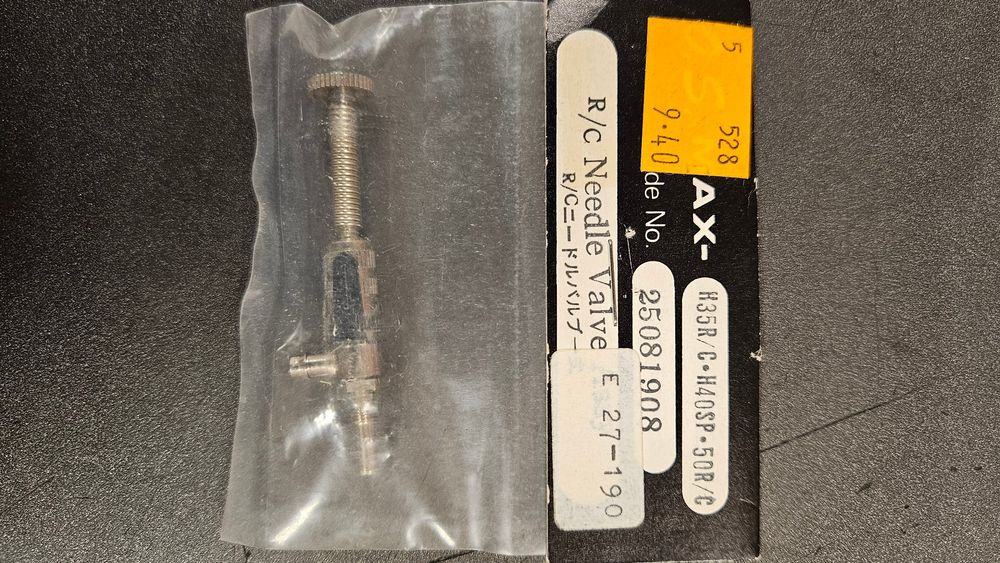 5
528
9.40
AX-
H35R/C•H40SP•50R/C
de No.
25081908
R/C Needle Valve
R/Cニードルバルブ
E 27-190